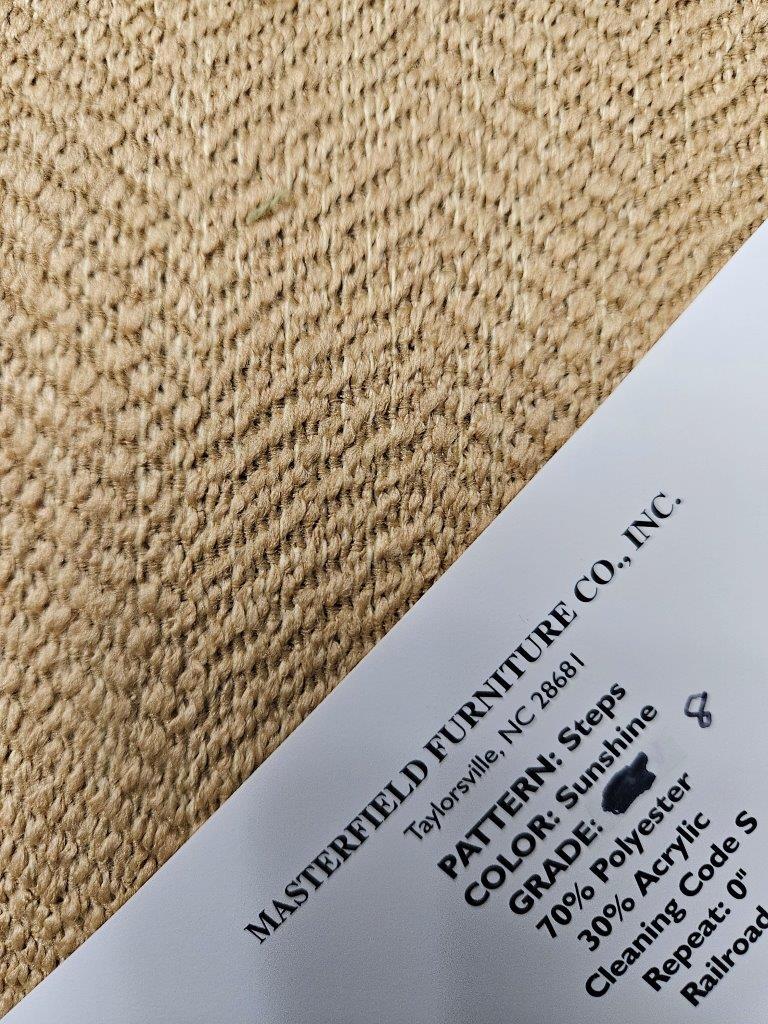 MASTERFIELD FURNITURE CO., INC.
Taylorsville, NC 28681
PATTERN: Steps
COLOR: Sunshine
GRADE: 8
70% Polyester
30% Acrylic
Cleaning Code S
Repeat: 0"
Railroad